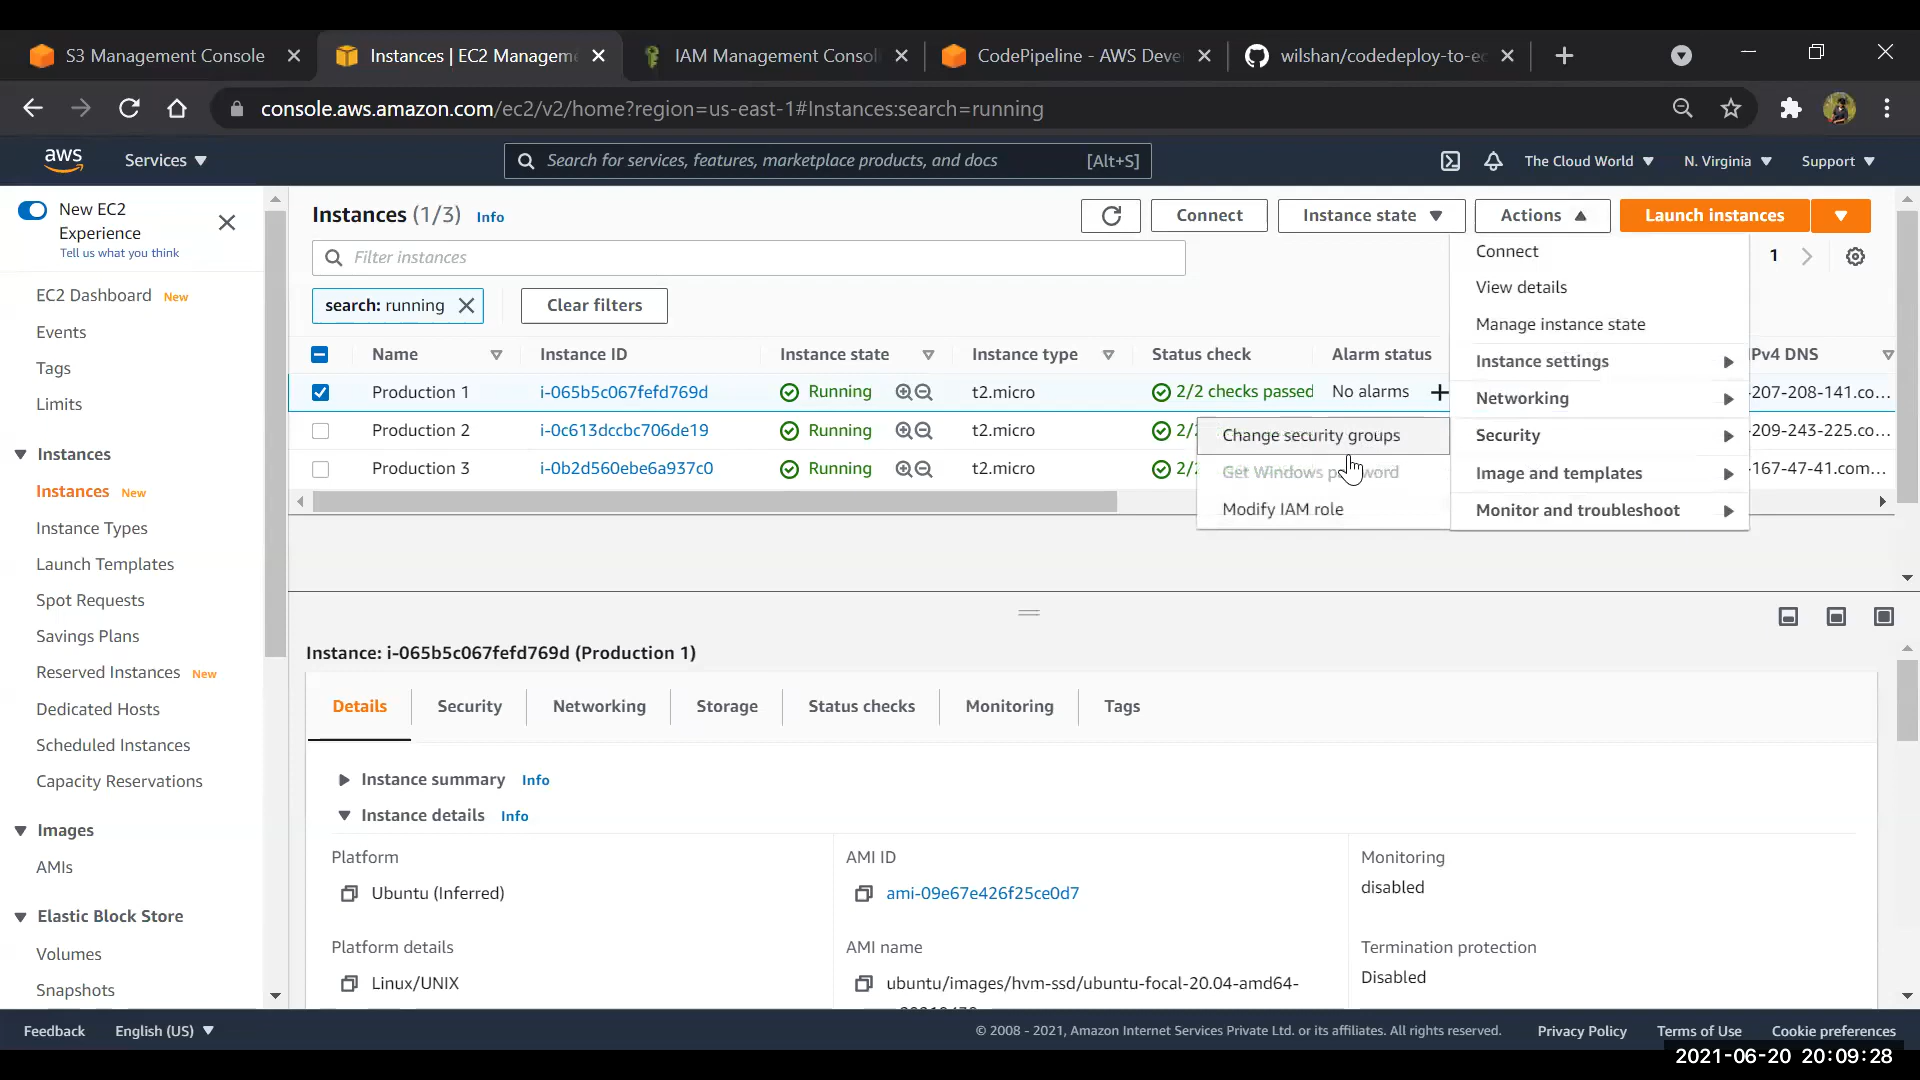 S3 Management Console
Instances | EC2 Managem
IAM Management Consol
CodePipeline - AWS Deve
wilshan/codedeploy-to-ec
console.aws.amazon.com/ec2/v2/home?region=us-east-1#Instances:search=running
aws
Services
Search for services, features, marketplace products, and docs
[Alt+S]
The Cloud World
N. Virginia
Support
New EC2
Experience
Tell us what you think
EC2 Dashboard New
Events
Tags
Limits
Instances
Instances New
Instance Types
Launch Templates
Spot Requests
Savings Plans
Reserved Instances New
Dedicated Hosts
Scheduled Instances
Capacity Reservations
Images
AMIs
Elastic Block Store
Volumes
Snapshots
Instances (1/3) Info
Connect
Instance state
Actions
Launch instances
Filter instances
1
search: running
Clear filters
Name
Instance ID
Instance state
Instance type
Status check
Alarm status
Pv4 DNS
Production 1 i-065b5c067fefd769d Running t2.micro 2/2 checks passed No alarms -207-208-141.co...
Production 2 i-0c613dccbc706de19 Running t2.micro 2/2 -209-243-225.co...
Production 3 i-0b2d560ebe6a937c0 Running t2.micro 2/2 -167-47-41.com...
Connect
View details
Manage instance state
Instance settings
Networking
Security
Image and templates
Monitor and troubleshoot
Change security groups
Get Windows password
Modify IAM role
Instance: i-065b5c067fefd769d (Production 1)
Details
Security
Networking
Storage
Status checks
Monitoring
Tags
Instance summary Info
Instance details Info
Platform
Ubuntu (Inferred)
AMI ID
ami-09e67e426f25ce0d7
Monitoring
disabled
Platform details
Linux/UNIX
AMI name
ubuntu/images/hvm-ssd/ubuntu-focal-20.04-amd64-
Termination protection
Disabled
Feedback
English (US)
© 2008 - 2021, Amazon Internet Services Private Ltd. or its affiliates. All rights reserved.
Privacy Policy
Terms of Use
Cookie preferences
2021-06-20 20:09:28